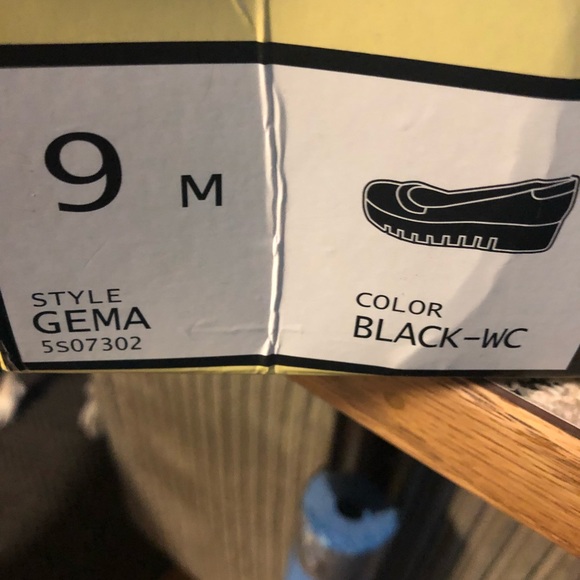 9 M
STYLE
GEMA
5S07302
COLOR
BLACK-WC